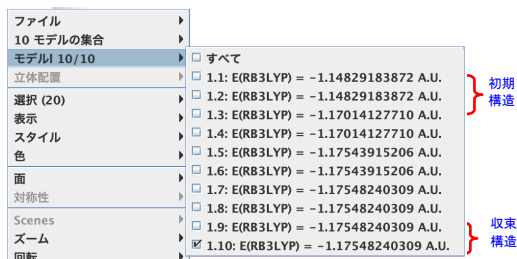 ファイル
10 モデルの集合
モデルI 10/10
立体配置
選択 (20)
表示
スタイル
色
面
対称性
Scenes
ズーム
回転
すべて
1.1: E(RB3LYP) = -1.14829183872 A.U.
1.2: E(RB3LYP) = -1.14829183872 A.U.
1.3: E(RB3LYP) = -1.17014127710 A.U.
1.4: E(RB3LYP) = -1.17014127710 A.U.
1.5: E(RB3LYP) = -1.17543915206 A.U.
1.6: E(RB3LYP) = -1.17543915206 A.U.
1.7: E(RB3LYP) = -1.17548240309 A.U.
1.8: E(RB3LYP) = -1.17548240309 A.U.
1.9: E(RB3LYP) = -1.17548240309 A.U.
1.10: E(RB3LYP) = -1.17548240309 A.U.
初期
構造
収束
構造